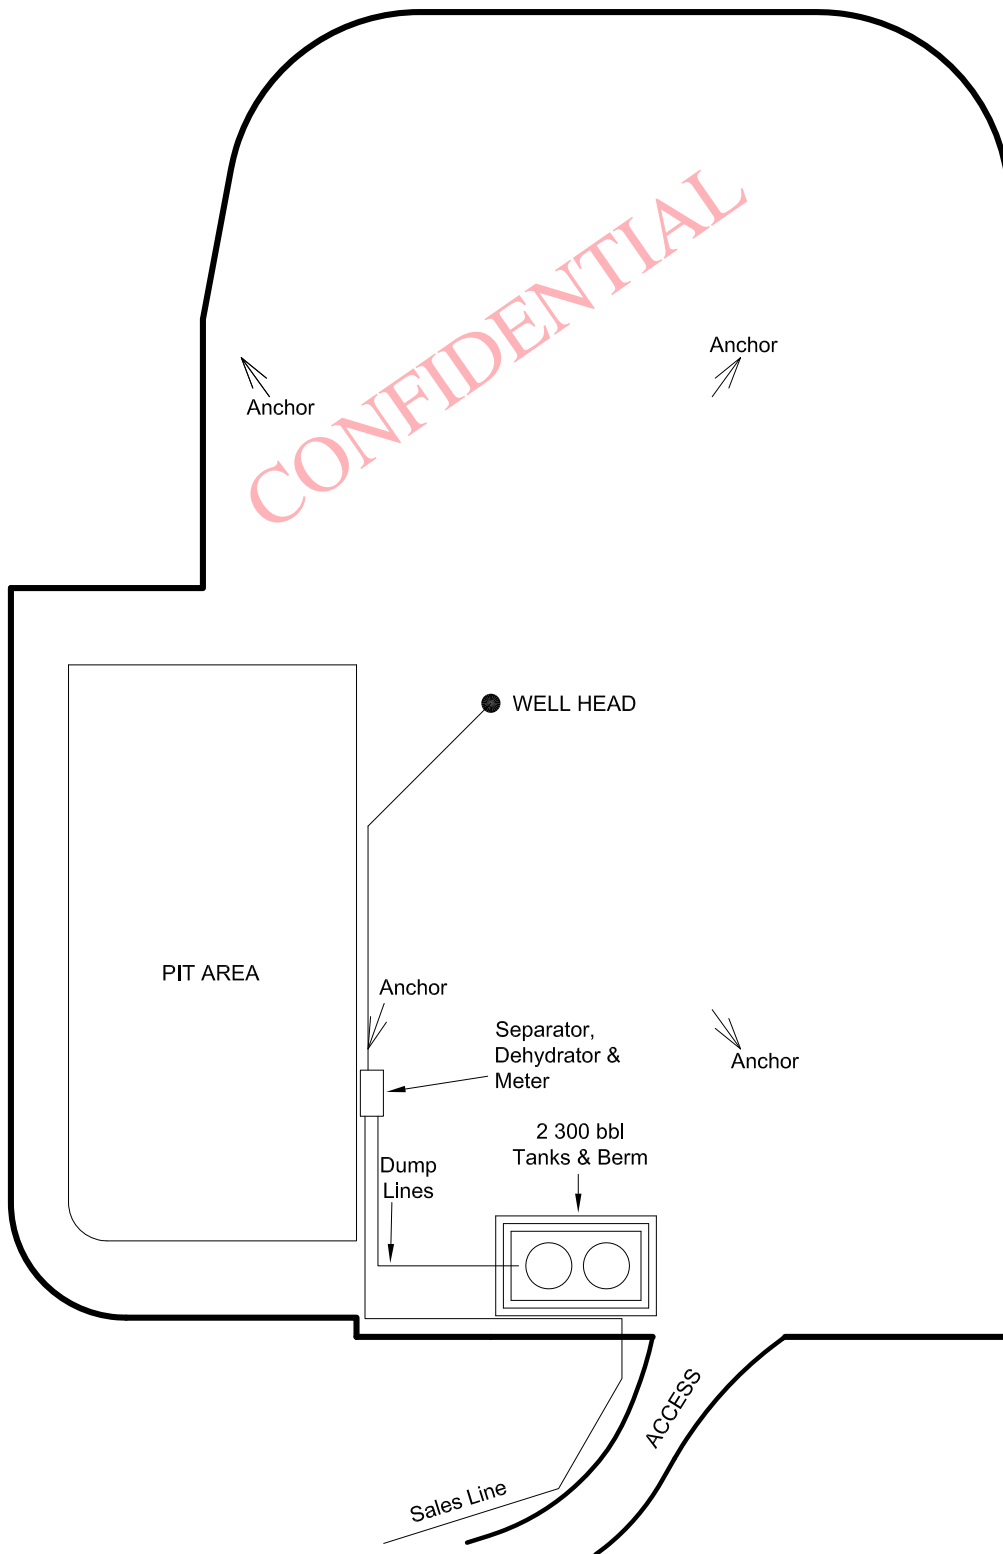 CONFIDENTIAL
Anchor
Anchor
WELL HEAD
PIT AREA
Anchor
Separator,
Dehydrator &
Meter
Anchor
2 300 bbl
Tanks & Berm
Dump
Lines
ACCESS
Sales Line